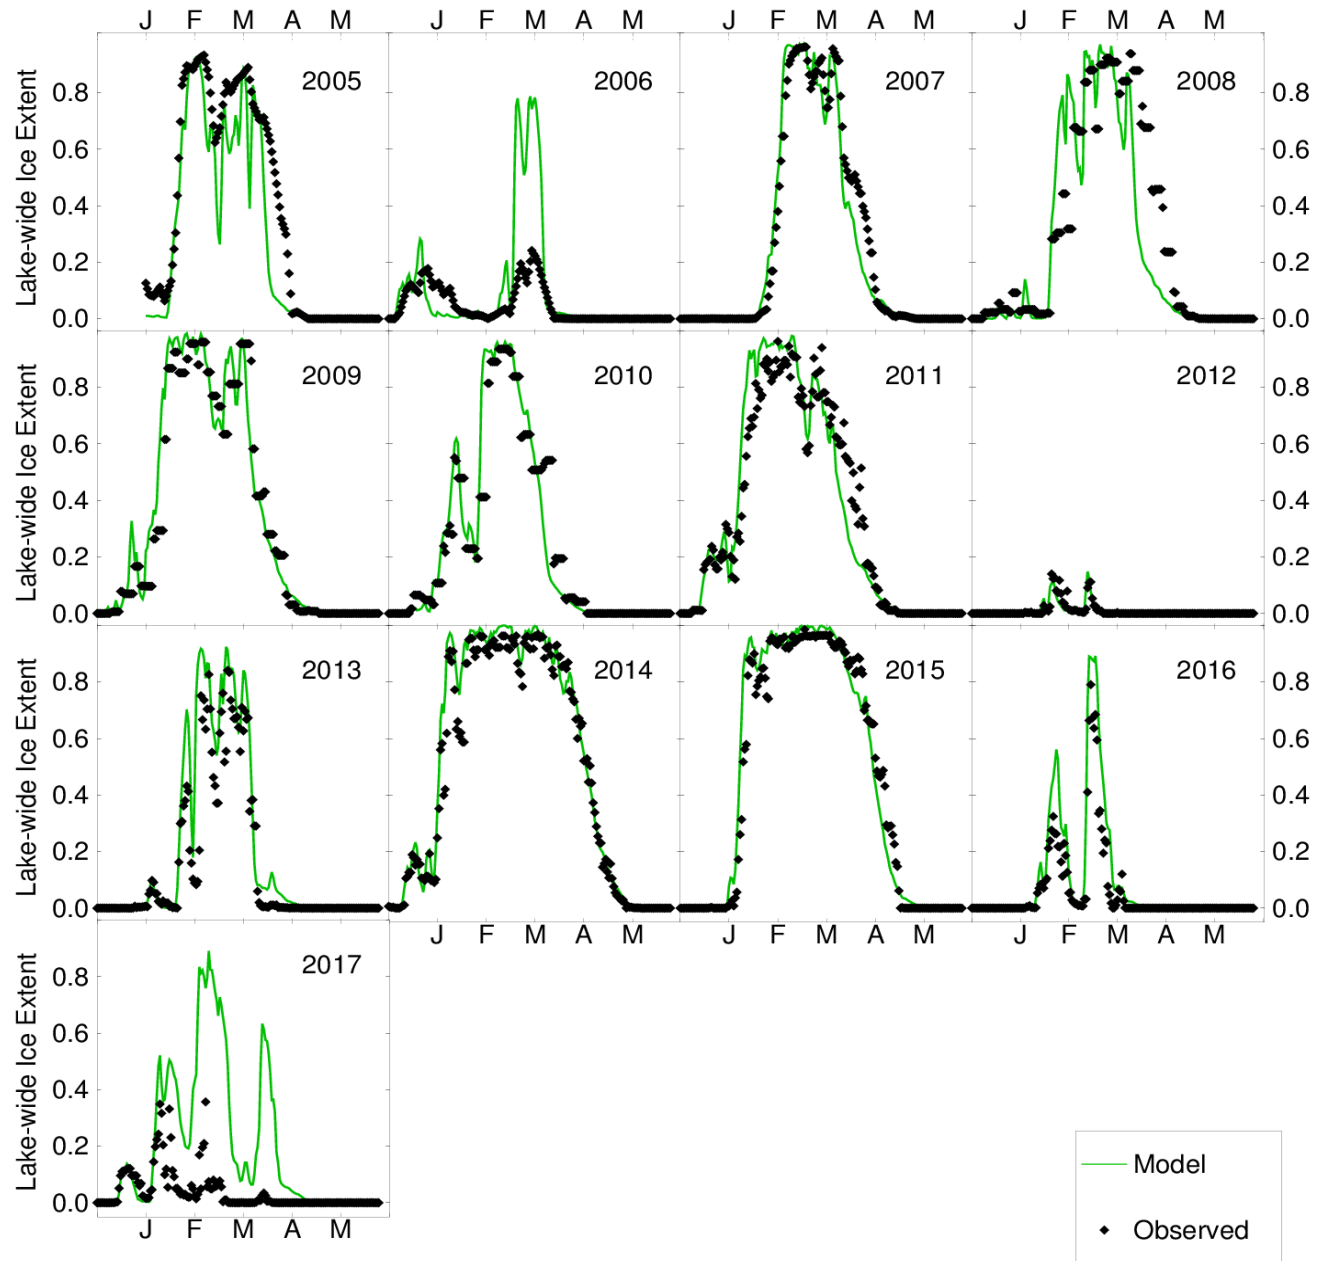 J F M A M J F M A M J F M A M J F M A M
Lake-wide Ice Extent 0.8 0.6 0.4 0.2 0.0 2005 2006 2007 2008 0.8 0.6 0.4 0.2 0.0
Lake-wide Ice Extent 0.8 0.6 0.4 0.2 0.0 2009 2010 2011 2012 0.8 0.6 0.4 0.2 0.0
Lake-wide Ice Extent 0.8 0.6 0.4 0.2 0.0 2013 2014 2015 2016 0.8 0.6 0.4 0.2 0.0
J F M A M J F M A M J F M A M
Lake-wide Ice Extent 0.8 0.6 0.4 0.2 0.0 2017
J F M A M
Model
Observed